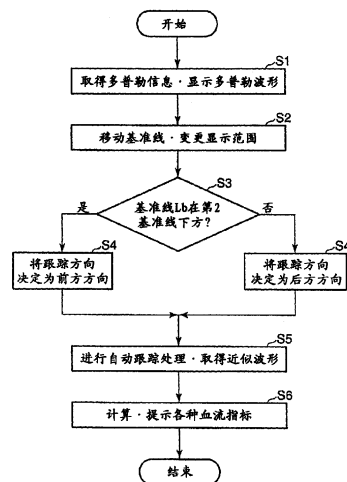 开始
S1
取得多普勒信息·显示多普勒波形
S2
移动基准线·变更显示范围
S3
基准线Lb在第2
基准线下方?
是
否
S4
将跟踪方向
决定为前方方向
S4
将跟踪方向
决定为后方方向
S5
进行自动跟踪处理·取得近似波形
S6
计算·提示各种血流指标
结束